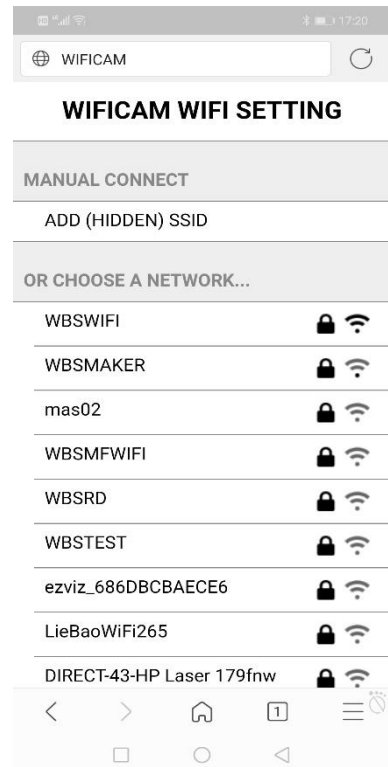 17:20
WIFICAM
WIFICAM WIFI SETTING
MANUAL CONNECT
ADD (HIDDEN) SSID
OR CHOOSE A NETWORK...
WBSWIFI
WBSMAKER
mas02
WBSMFWIFI
WBSRD
WBSTEST
ezviz_686DBCBAECE6
LieBaoWiFi265
DIRECT-43-HP Laser 179fnw
1